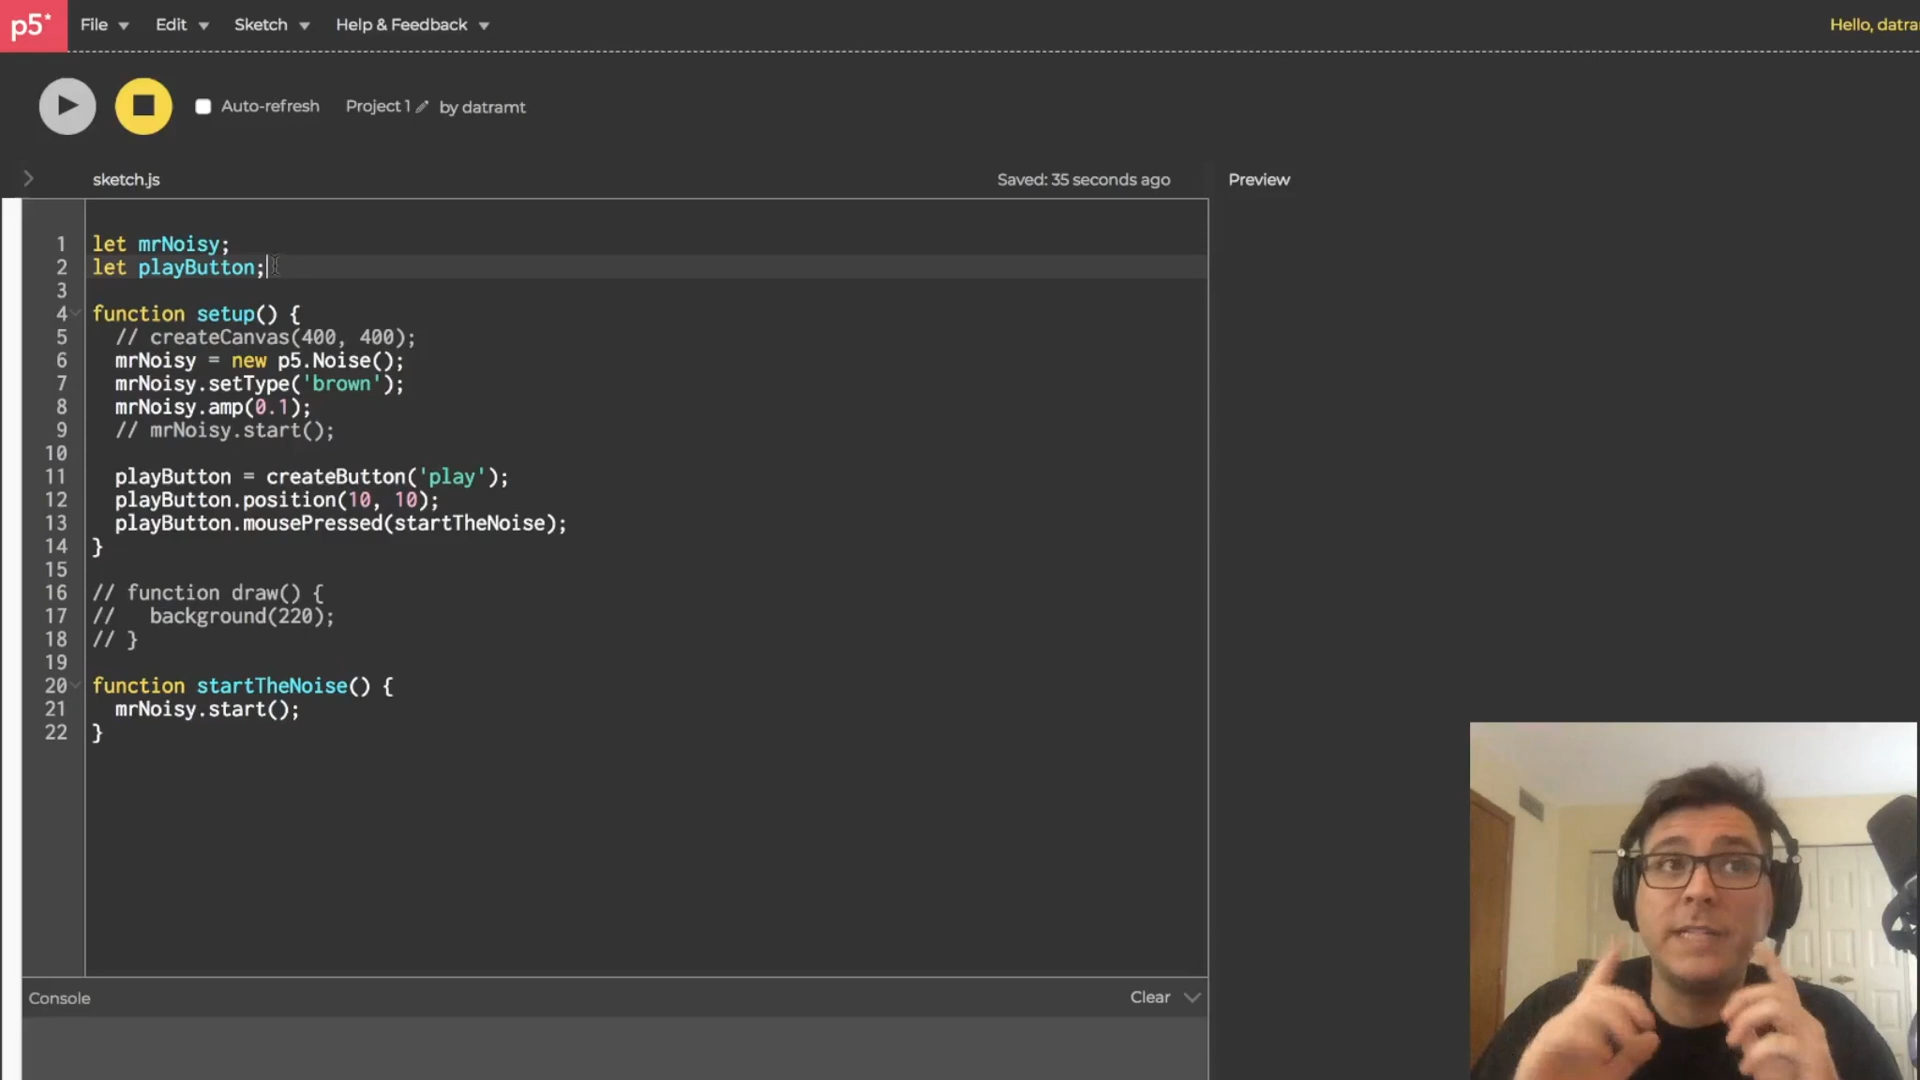 p5* File Edit Sketch Help & Feedback Hello, datra
Auto-refresh Project 1 by datramt
sketch.js Saved: 35 seconds ago Preview
1 let mrNoisy;
2 let playButton;
3
4 function setup() {
5 // createCanvas(400, 400);
6 mrNoisy = new p5.Noise();
7 mrNoisy.setType('brown');
8 mrNoisy.amp(0.1);
9 // mrNoisy.start();
10
11 playButton = createButton('play');
12 playButton.position(10, 10);
13 playButton.mousePressed(startTheNoise);
14 }
15
16 // function draw() {
17 // background(220);
18 // }
19
20 function startTheNoise() {
21 mrNoisy.start();
22 }
Console Clear